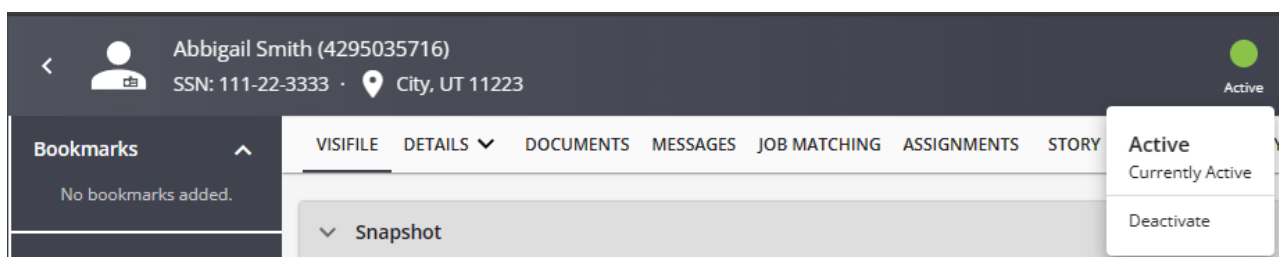 Abbigail Smith (4295035716)
SSN: 111-22-3333 · City, UT 11223
Active
Bookmarks
No bookmarks added.
VISIFILE DETAILS DOCUMENTS MESSAGES JOB MATCHING ASSIGNMENTS STORY
Active
Currently Active
Deactivate
Snapshot